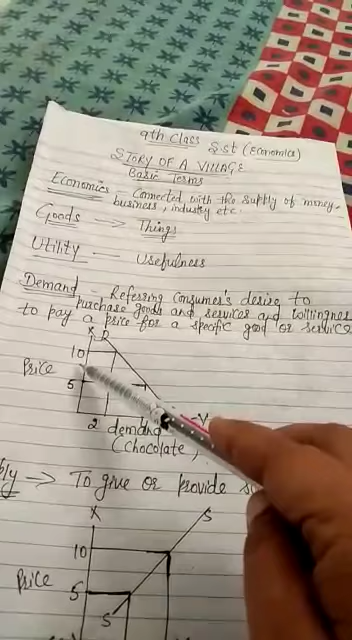 9th Class S.st (Economics)
STORY OF A VILLAGE
Basic Terms
Economics - Connected with the supply of money,
business, industry etc.
Goods → Things
Utility — Usefulness
Demand - Referring Consumer's desire to
purchase goods and services and willingnes
to pay a price for a specific good or service
X D
10
Price
5
Y
2 demand
(Chocolate)
ply → To give or provide
X
S
10
Price
5
S